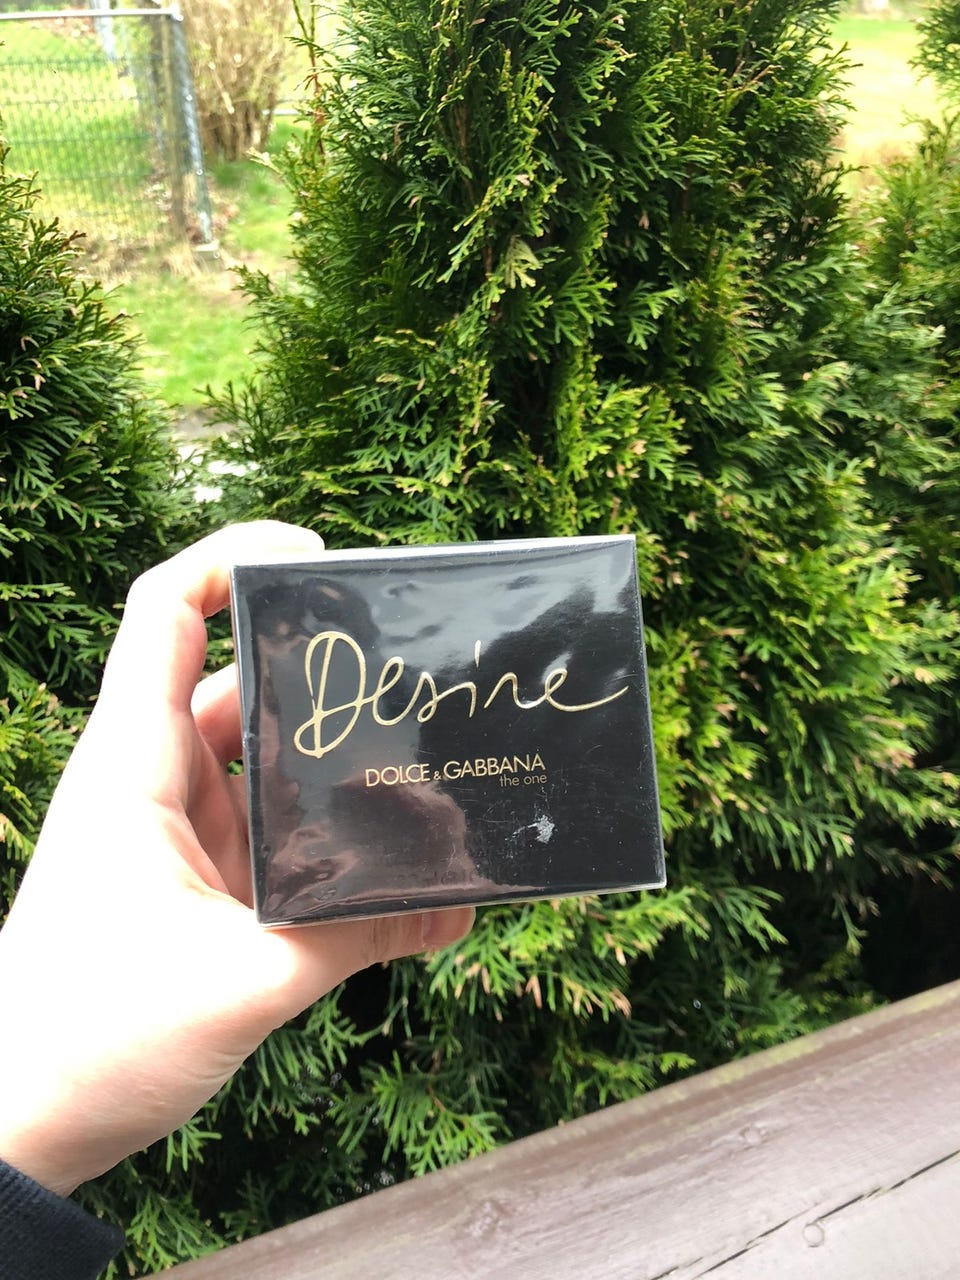 Desire
DOLCE & GABBANA
the one